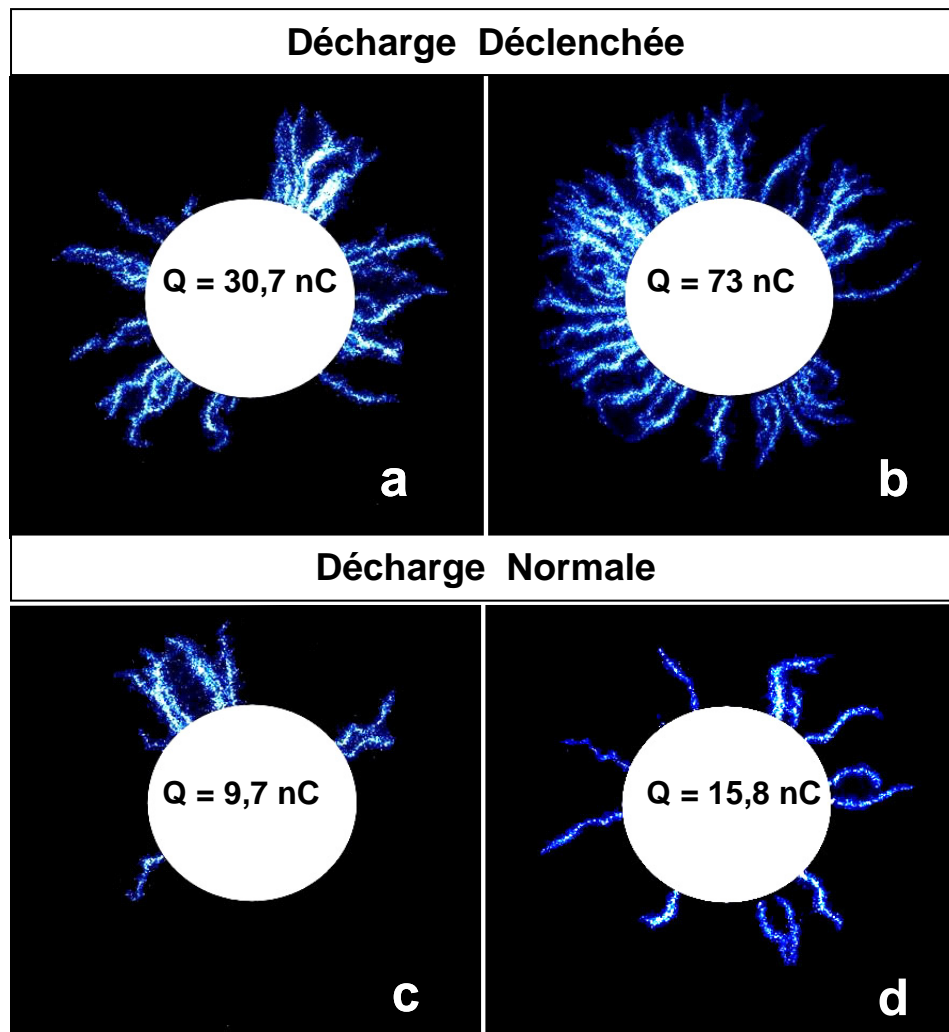 Décharge Déclenchée
Q = 30,7 nC
a
Q = 73 nC
b
Décharge Normale
Q = 9,7 nC
c
Q = 15,8 nC
d